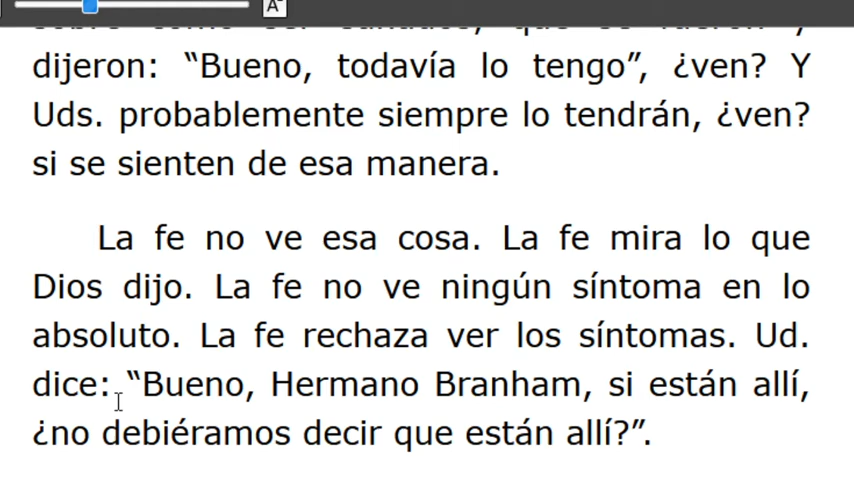 A
dijeron: “Bueno, todavía lo tengo”, ¿ven? Y
Uds. probablemente siempre lo tendrán, ¿ven?
si se sienten de esa manera.
La fe no ve esa cosa. La fe mira lo que
Dios dijo. La fe no ve ningún síntoma en lo
absoluto. La fe rechaza ver los síntomas. Ud.
dice: “Bueno, Hermano Branham, si están allí,
¿no debiéramos decir que están allí?”.